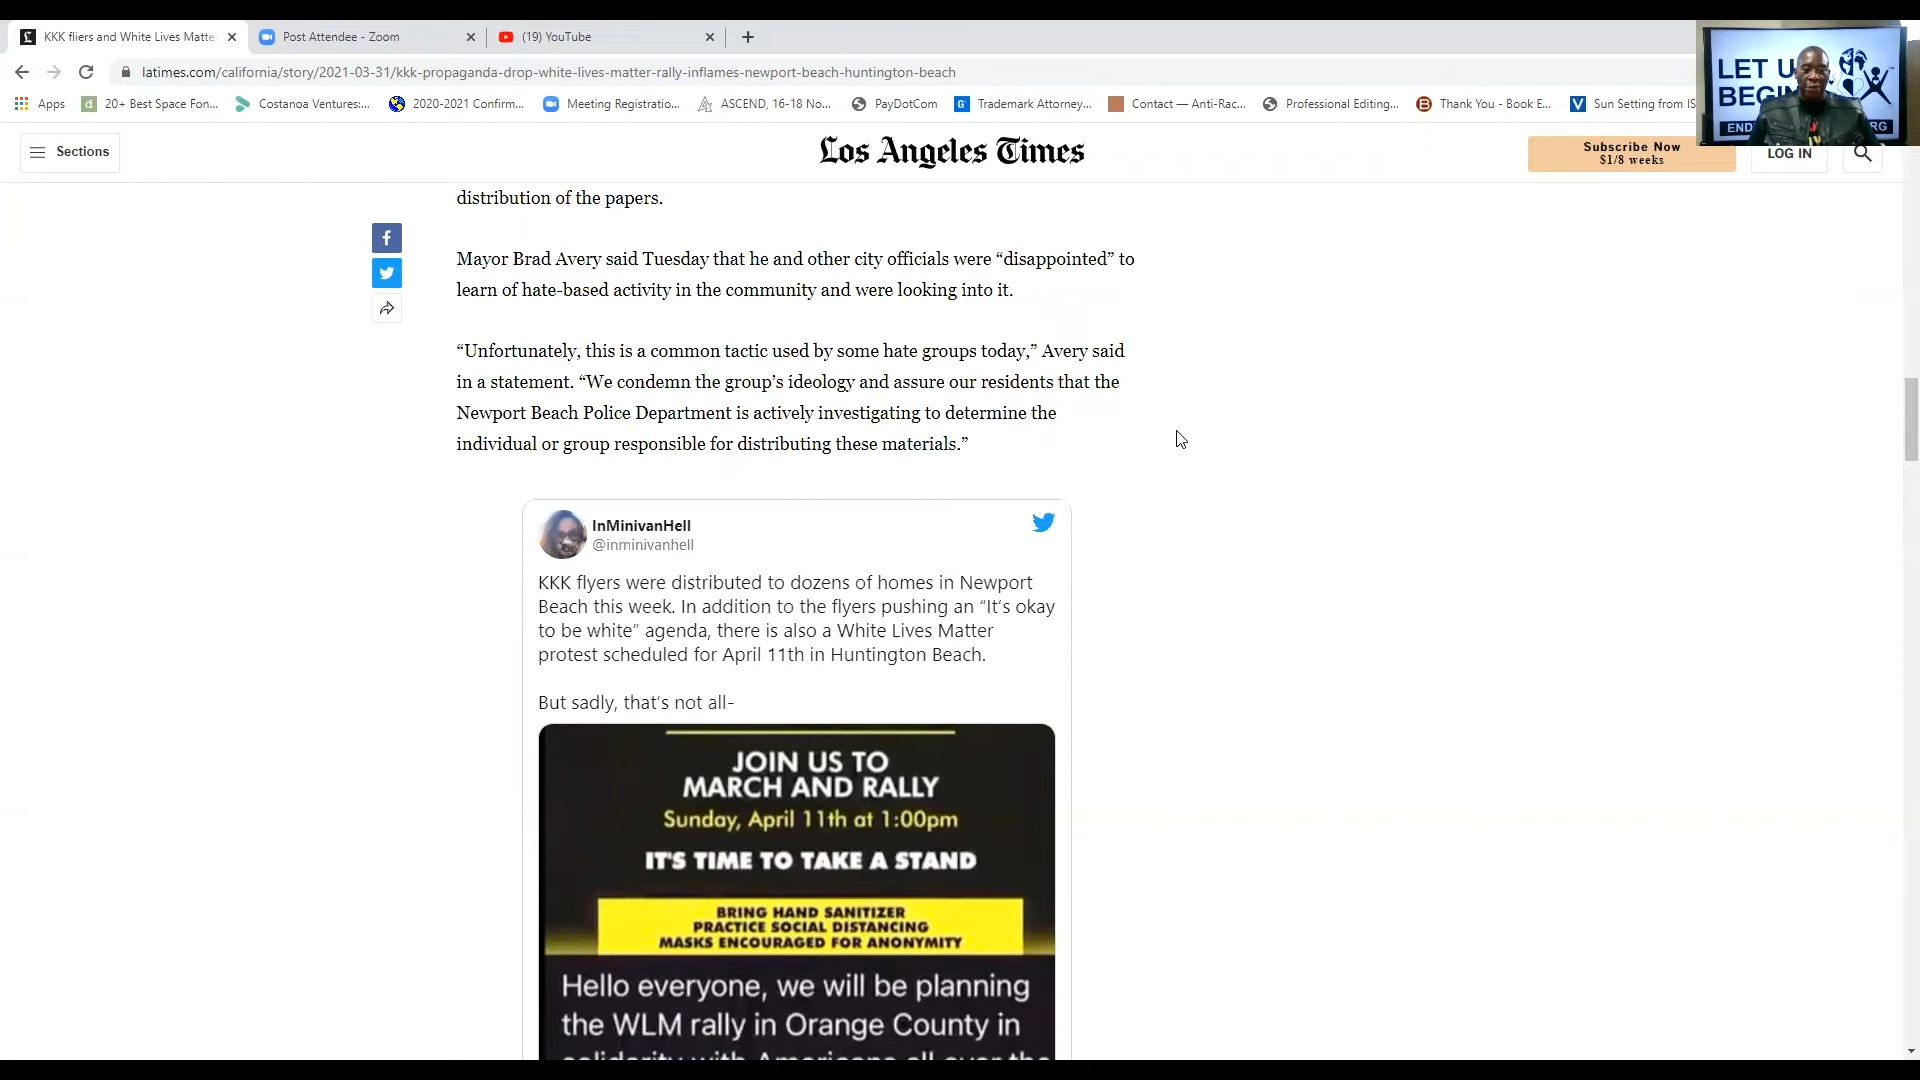 KKK fliers and White Lives Matte
Post Attendee - Zoom
(19) YouTube
latimes.com/california/story/2021-03-31/kkk-propaganda-drop-white-lives-matter-rally-inflames-newport-beach-huntington-beach
Apps
20+ Best Space Fon...
Costanoa Ventures:...
2020-2021 Confirm...
Meeting Registratio...
ASCEND, 16-18 No...
PayDotCom
Trademark Attorney...
Contact — Anti-Rac...
Professional Editing...
Thank You - Book E...
Sun Setting from IS
LET U
BEGIN
END
RG
Sections
Los Angeles Times
Subscribe Now
$1/8 weeks
LOG IN
distribution of the papers.
Mayor Brad Avery said Tuesday that he and other city officials were “disappointed” to
learn of hate-based activity in the community and were looking into it.
“Unfortunately, this is a common tactic used by some hate groups today,” Avery said
in a statement. “We condemn the group’s ideology and assure our residents that the
Newport Beach Police Department is actively investigating to determine the
individual or group responsible for distributing these materials.”
InMinivanHell
@inminivanhell
KKK flyers were distributed to dozens of homes in Newport
Beach this week. In addition to the flyers pushing an “It’s okay
to be white” agenda, there is also a White Lives Matter
protest scheduled for April 11th in Huntington Beach.
But sadly, that’s not all-
JOIN US TO
MARCH AND RALLY
Sunday, April 11th at 1:00pm
IT'S TIME TO TAKE A STAND
BRING HAND SANITIZER
PRACTICE SOCIAL DISTANCING
MASKS ENCOURAGED FOR ANONYMITY
Hello everyone, we will be planning
the WLM rally in Orange County in
solidarity with Americans all over the